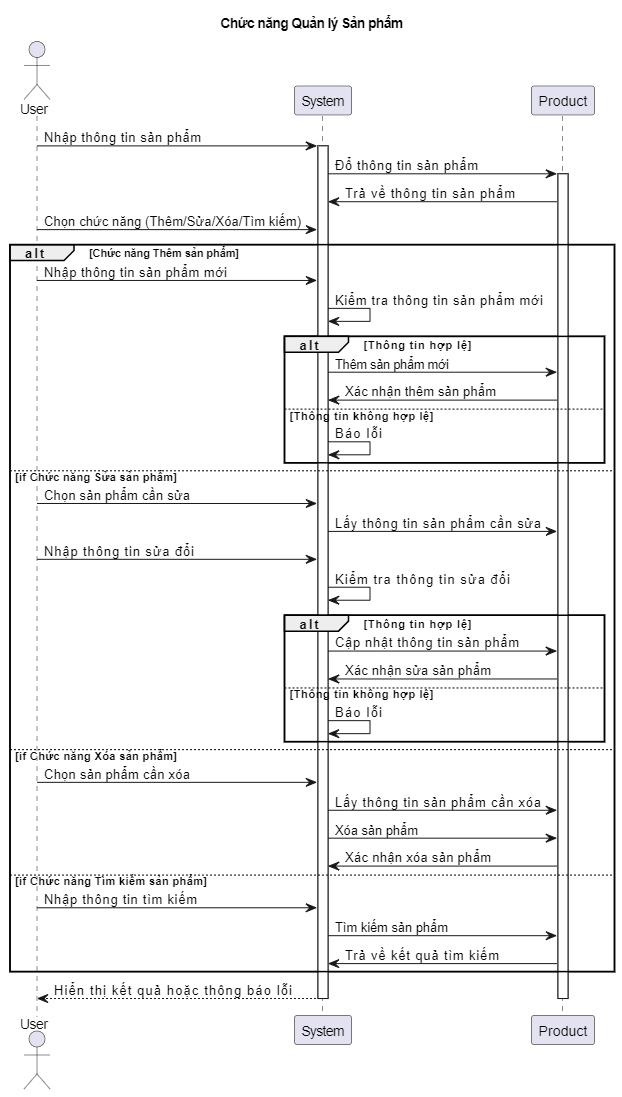 Chức năng Quản lý Sản phẩm
User
System
Product
Nhập thông tin sản phẩm
Đổ thông tin sản phẩm
Trả về thông tin sản phẩm
Chọn chức năng (Thêm/Sửa/Xóa/Tìm kiếm)
alt [Chức năng Thêm sản phẩm]
Nhập thông tin sản phẩm mới
Kiểm tra thông tin sản phẩm mới
alt [Thông tin hợp lệ]
Thêm sản phẩm mới
Xác nhận thêm sản phẩm
[Thông tin không hợp lệ]
Báo lỗi
[if Chức năng Sửa sản phẩm]
Chọn sản phẩm cần sửa
Lấy thông tin sản phẩm cần sửa
Nhập thông tin sửa đổi
Kiểm tra thông tin sửa đổi
alt [Thông tin hợp lệ]
Cập nhật thông tin sản phẩm
Xác nhận sửa sản phẩm
[Thông tin không hợp lệ]
Báo lỗi
[if Chức năng Xóa sản phẩm]
Chọn sản phẩm cần xóa
Lấy thông tin sản phẩm cần xóa
Xóa sản phẩm
Xác nhận xóa sản phẩm
[if Chức năng Tìm kiếm sản phẩm]
Nhập thông tin tìm kiếm
Tìm kiếm sản phẩm
Trả về kết quả tìm kiếm
Hiển thị kết quả hoặc thông báo lỗi
User
System
Product